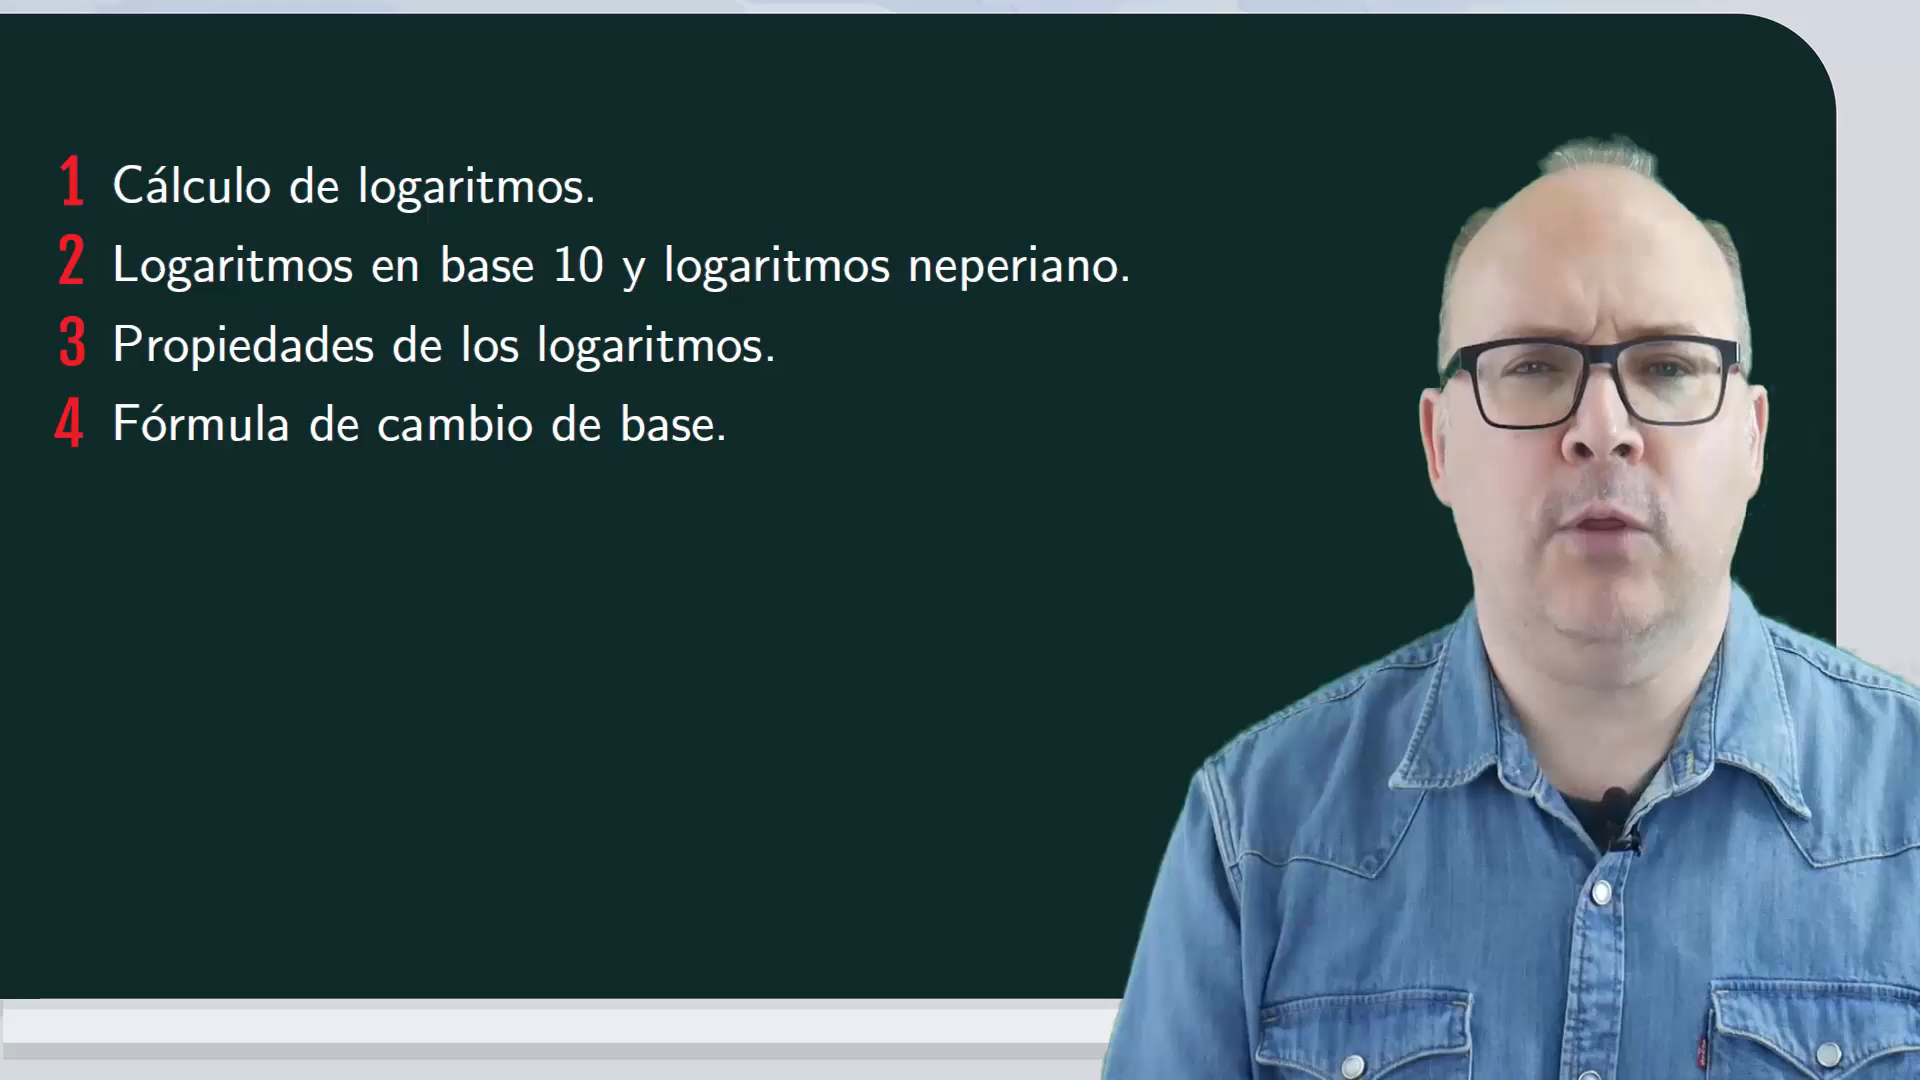 1 Cálculo de logaritmos.
2 Logaritmos en base 10 y logaritmos neperiano.
3 Propiedades de los logaritmos.
4 Fórmula de cambio de base.